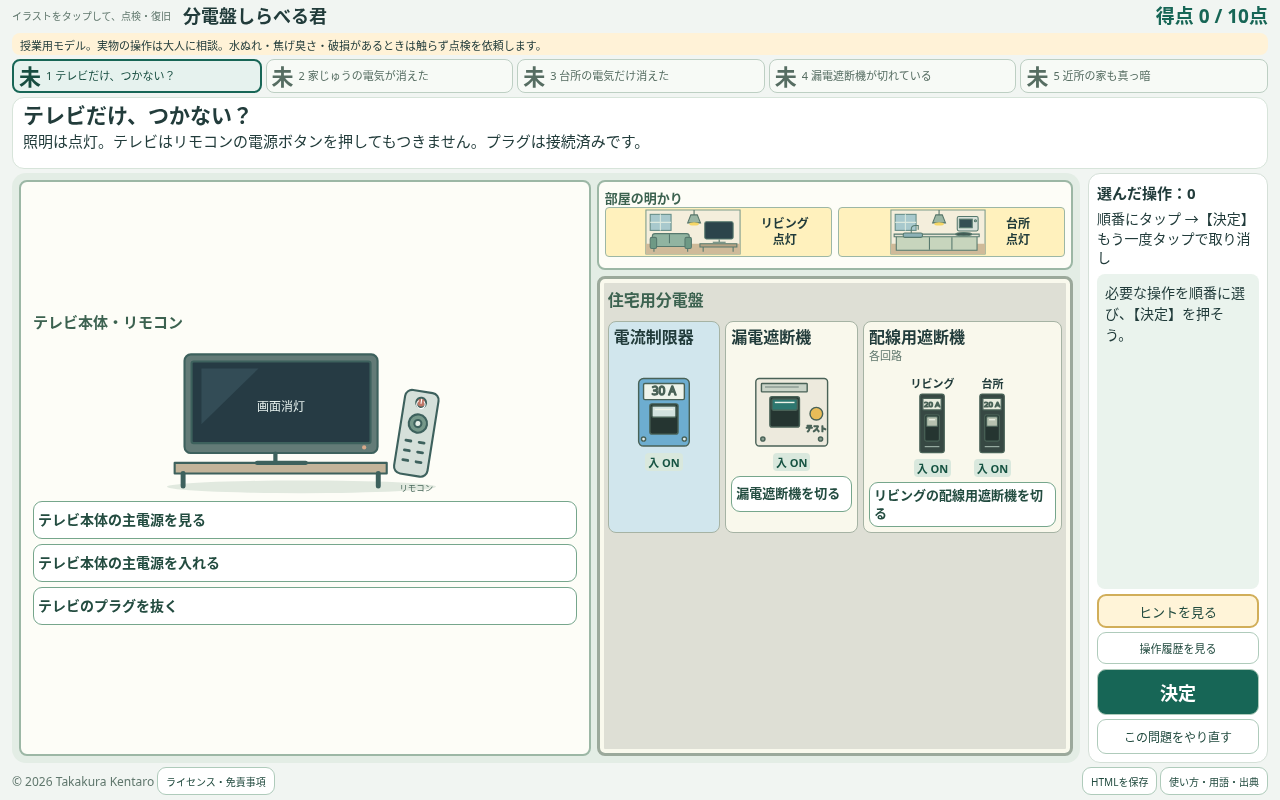 イラストをタップして、点検・復旧
分電盤しらべる君
得点 0 / 10点
授業用モデル。実物の操作は大人に相談。水ぬれ・焦げ臭さ・破損があるときは触らず点検を依頼します。
未 1 テレビだけ、つかない？
未 2 家じゅうの電気が消えた
未 3 台所の電気だけ消えた
未 4 漏電遮断機が切れている
未 5 近所の家も真っ暗
テレビだけ、つかない？
照明は点灯。テレビはリモコンの電源ボタンを押してもつきません。プラグは接続済みです。
テレビ本体・リモコン
画面消灯
リモコン
テレビ本体の主電源を見る
テレビ本体の主電源を入れる
テレビのプラグを抜く
部屋の明かり
リビング
点灯
台所
点灯
住宅用分電盤
電流制限器
30 A
入 ON
漏電遮断機
テスト
入 ON
漏電遮断機を切る
配線用遮断機
各回路
リビング
台所
20 A
20 A
入 ON
入 ON
リビングの配線用遮断機を切
る
選んだ操作：0
順番にタップ →【決定】
もう一度タップで取り消
し
必要な操作を順番に選
び、【決定】を押そ
う。
ヒントを見る
操作履歴を見る
決定
この問題をやり直す
© 2026 Takakura Kentaro
ライセンス・免責事項
HTMLを保存
使い方・用語・出典